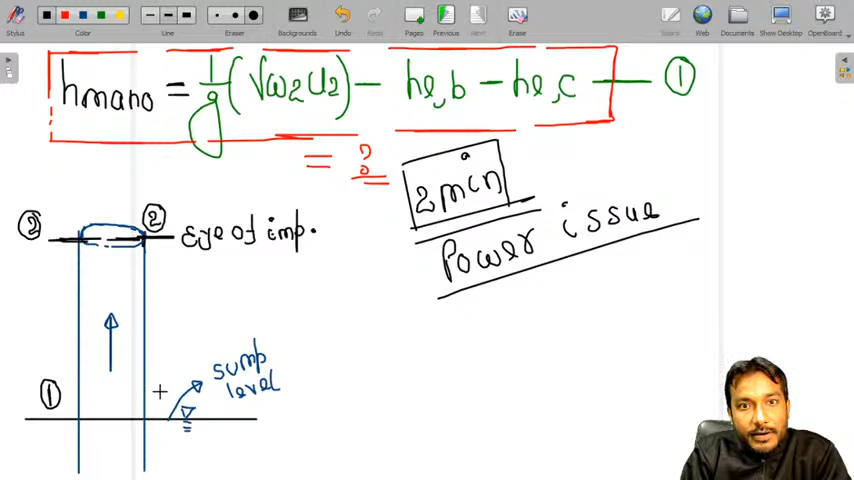 Stylus
Color
Line
Eraser
Backgrounds
Undo
Redo
Pages
Previous
Next
Erase
Board
Web
Documents
Show Desktop
OpenBoard
hmano = 1/g (Vw2U2) - hl,b - hl,c — ①
= ?
2 min
Power issue
② ② Eye of imp.
sump
level
①